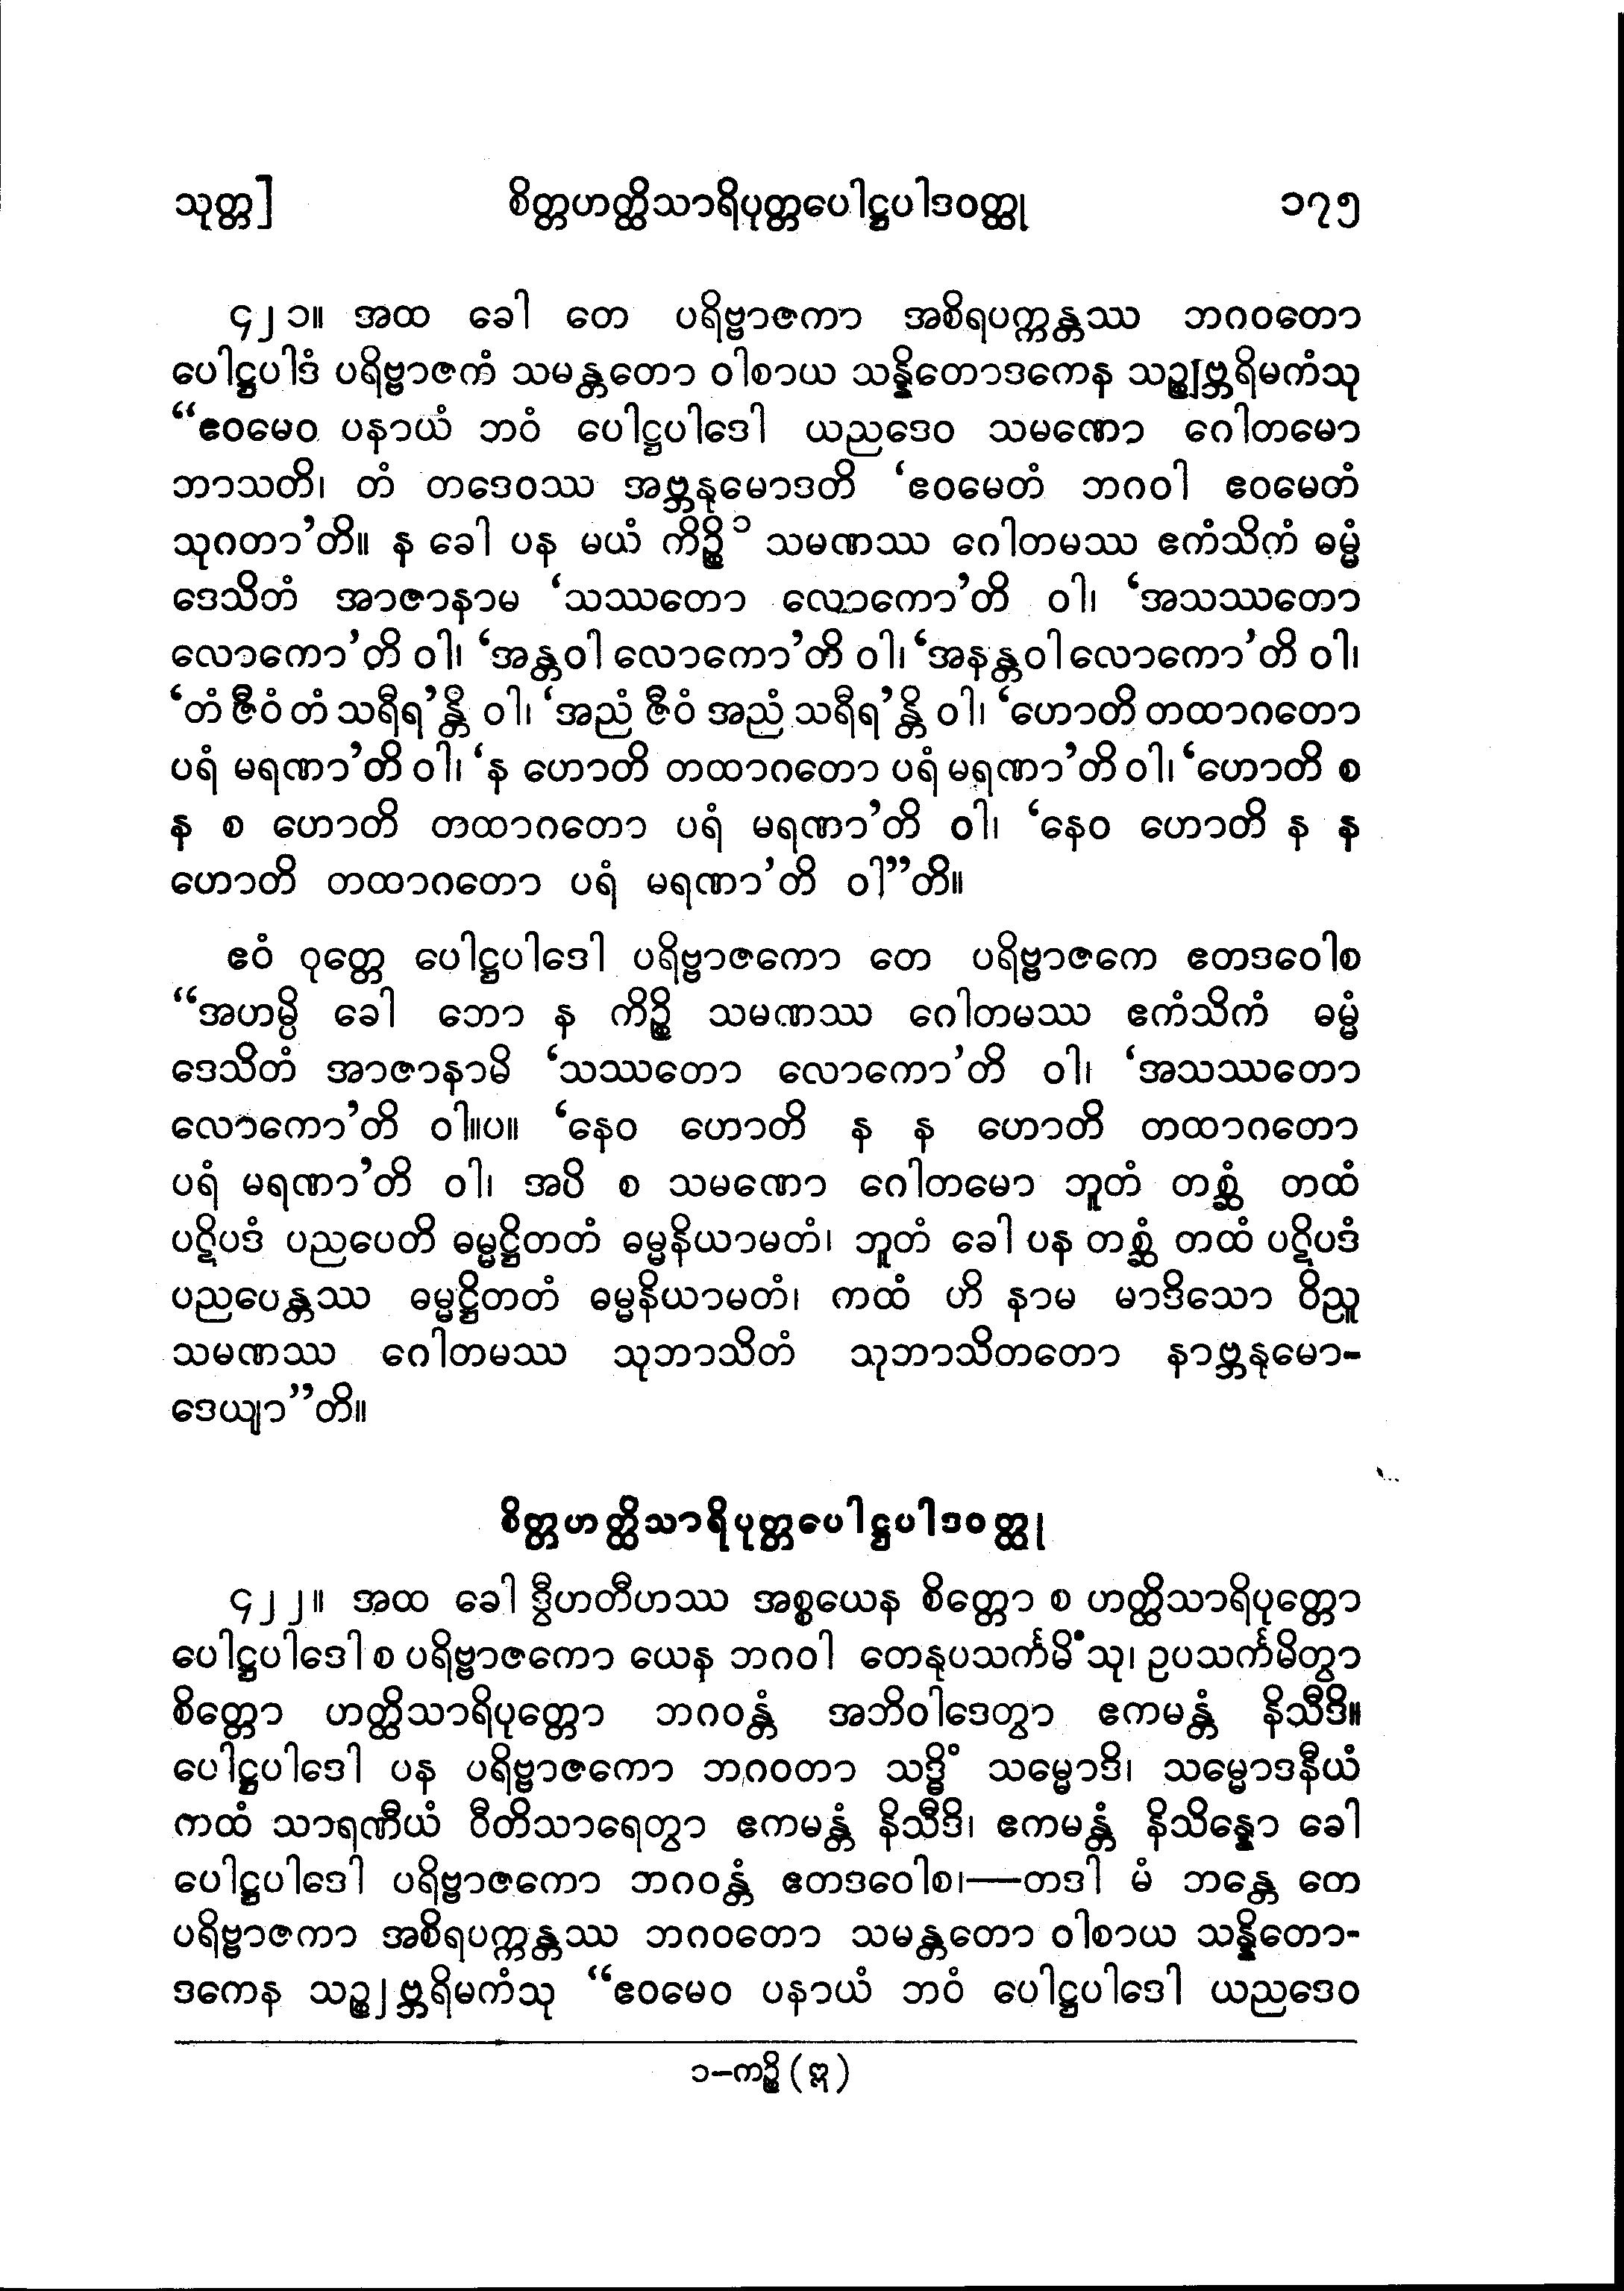 သုတ္တ] စိတ္တဟတ္ထိသာရိပုတ္တပေါဋ္ဌပါဒဝတ္ထု ၁၇၅
၄၂၁။ အထ ခေါ တေ ပရိဗ္ဗာဇကာ အစိရပက္ကန္တဿ ဘဂဝတော
ပေါဋ္ဌပါဒံ ပရိဗ္ဗာဇကံ သမန္တတော ဝါစာယ သန္နိတောဒကေန သဉ္ဈဗ္ဘရိမကံသု
“ဧဝမေဝ ပနာယံ ဘဝံ ပေါဋ္ဌပါဒေါ ယညဒေဝ သမဏော ဂေါတမော
ဘာသတိ၊ တံ တဒေဝဿ အဗ္ဘနုမောဒတိ ‘ဧဝမေတံ ဘဂဝါ ဧဝမေတံ
သုဂတာ’တိ။ န ခေါ ပန မယံ ကိဉ္စိ ၁ သမဏဿ ဂေါတမဿ ဧကံသိကံ ဓမ္မံ
ဒေသိတံ အာဇာနာမ ‘သဿတော လောကော’တိ ဝါ၊ ‘အသဿတော
လောကော’တိ ဝါ၊ ‘အန္တဝါ လောကော’တိ ဝါ၊ ‘အနန္တဝါ လောကော’တိ ဝါ၊
‘တံ ဇီဝံ တံ သရီရ’န္တိ ဝါ၊ ‘အညံ ဇီဝံ အညံ သရီရ’န္တိ ဝါ၊ ‘ဟောတိ တထာဂတော
ပရံ မရဏာ’တိ ဝါ၊ ‘န ဟောတိ တထာဂတော ပရံ မရဏာ’တိ ဝါ၊ ‘ဟောတိ စ
န စ ဟောတိ တထာဂတော ပရံ မရဏာ’တိ ဝါ၊ ‘နေဝ ဟောတိ န န
ဟောတိ တထာဂတော ပရံ မရဏာ’တိ ဝါ”တိ။
ဧဝံ ဝုတ္တေ ပေါဋ္ဌပါဒေါ ပရိဗ္ဗာဇကော တေ ပရိဗ္ဗာဇကေ ဧတဒဝေါစ
“အဟမ္ပိ ခေါ ဘော န ကိဉ္စိ သမဏဿ ဂေါတမဿ ဧကံသိကံ ဓမ္မံ
ဒေသိတံ အာဇာနာမိ ‘သဿတော လောကော’တိ ဝါ၊ ‘အသဿတော
လောကော’တိ ဝါ။ပ။ ‘နေဝ ဟောတိ န န ဟောတိ တထာဂတော
ပရံ မရဏာ’တိ ဝါ၊ အပိ စ သမဏော ဂေါတမော ဘူတံ တစ္ဆံ တထံ
ပဋိပဒံ ပညပေတိ ဓမ္မဋ္ဌိတတံ ဓမ္မနိယာမတံ၊ ဘူတံ ခေါ ပန တစ္ဆံ တထံ ပဋိပဒံ
ပညပေန္တဿ ဓမ္မဋ္ဌိတတံ ဓမ္မနိယာမတံ၊ ကထံ ဟိ နာမ မာဒိသော ဝိညူ
သမဏဿ ဂေါတမဿ သုဘာသိတံ သုဘာသိတတော နာဗ္ဘနုမော-
ဒေယျာ”တိ။
စိတ္တဟတ္ထိသာရိပုတ္တပေါဋ္ဌပါဒဝတ္ထု
၄၂၂။ အထ ခေါ ဒွီဟတီဟဿ အစ္စယေန စိတ္တော စ ဟတ္ထိသာရိပုတ္တော
ပေါဋ္ဌပါဒေါ စ ပရိဗ္ဗာဇကော ယေန ဘဂဝါ တေနုပသင်္ကမိံသု၊ ဥပသင်္ကမိတွာ
စိတ္တော ဟတ္ထိသာရိပုတ္တော ဘဂဝန္တံ အဘိဝါဒေတွာ ဧကမန္တံ နိသီဒိ။
ပေါဋ္ဌပါဒေါ ပန ပရိဗ္ဗာဇကော ဘဂဝတာ သဒ္ဓိံ သမ္မောဒိ၊ သမ္မောဒနီယံ
ကထံ သာရဏီယံ ဝီတိသာရေတွာ ဧကမန္တံ နိသီဒိ၊ ဧကမန္တံ နိသိန္နော ခေါ
ပေါဋ္ဌပါဒေါ ပရိဗ္ဗာဇကော ဘဂဝန္တံ ဧတဒဝေါစ၊—တဒါ မံ ဘန္တေ တေ
ပရိဗ္ဗာဇကာ အစိရပက္ကန္တဿ ဘဂဝတော သမန္တတော ဝါစာယ သန္နိတော-
ဒကေန သဉ္ဈဗ္ဘရိမကံသု “ဧဝမေဝ ပနာယံ ဘဝံ ပေါဋ္ဌပါဒေါ ယညဒေဝ
၁−ကဉ္စိ (ဣ)